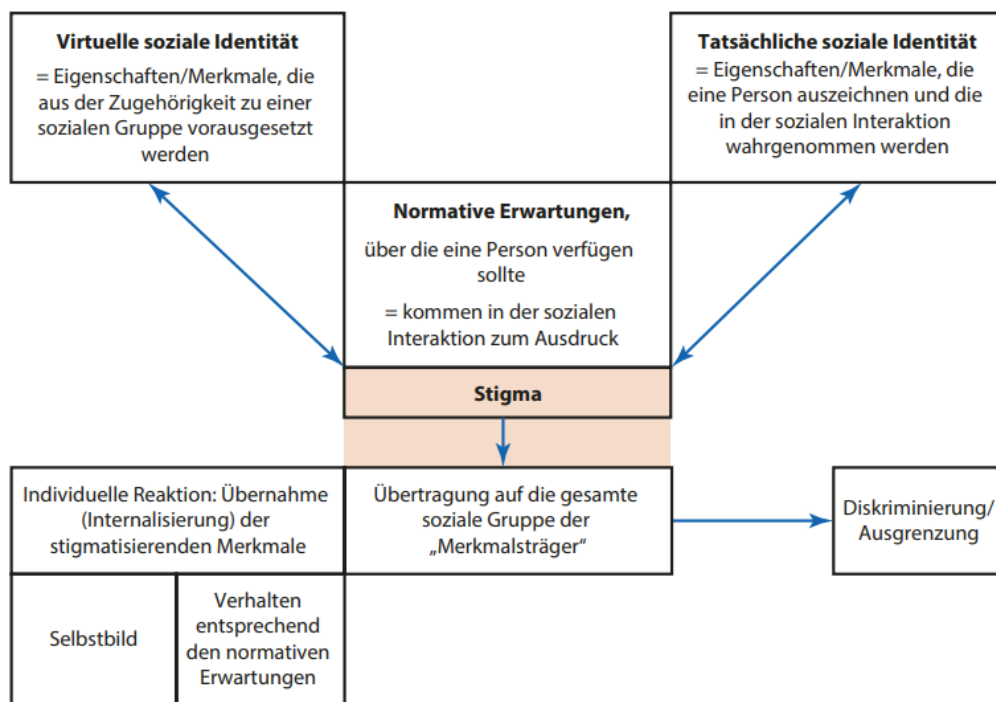 Virtuelle soziale Identität
= Eigenschaften/Merkmale, die
aus der Zugehörigkeit zu einer
sozialen Gruppe vorausgesetzt
werden
Tatsächliche soziale Identität
= Eigenschaften/Merkmale, die
eine Person auszeichnen und die
in der sozialen Interaktion
wahrgenommen werden
Normative Erwartungen,
über die eine Person verfügen
sollte
= kommen in der sozialen
Interaktion zum Ausdruck
Stigma
Individuelle Reaktion: Übernahme
(Internalisierung) der
stigmatisierenden Merkmale
Übertragung auf die gesamte
soziale Gruppe der
„Merkmalsträger“
Diskriminierung/
Ausgrenzung
Selbstbild
Verhalten
entsprechend
den normativen
Erwartungen